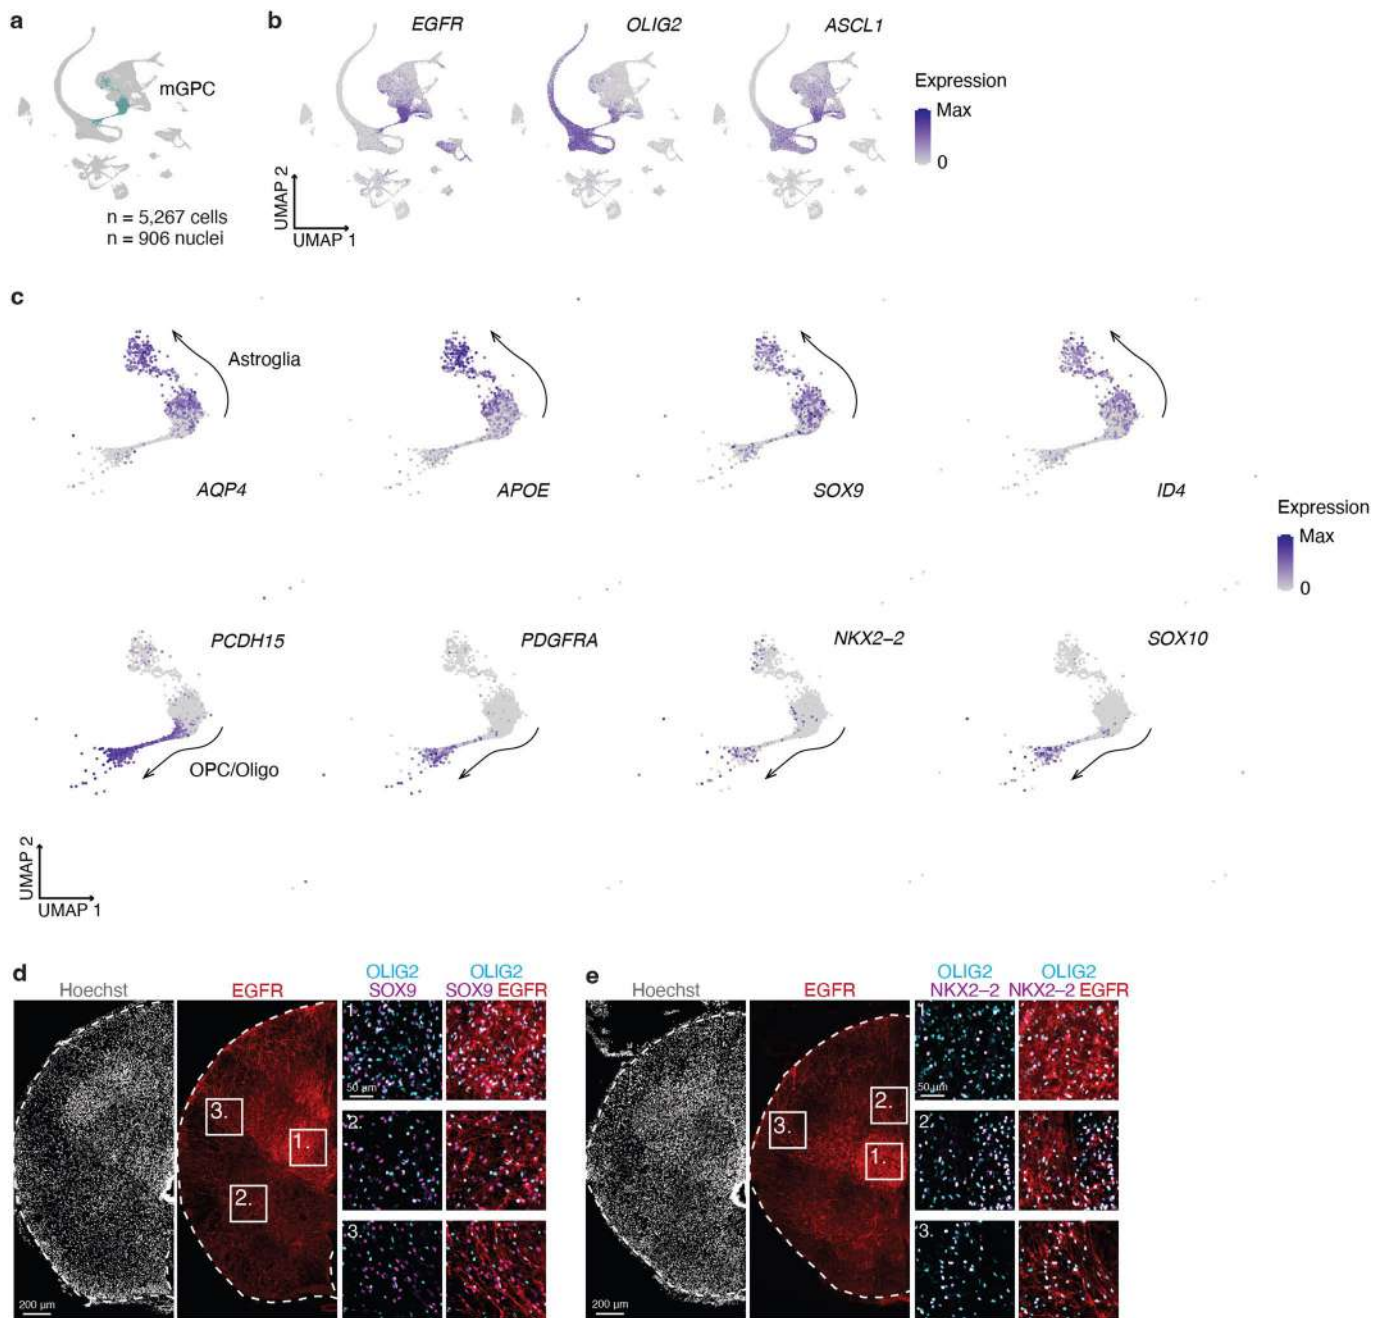 a
mGPC
n = 5,267 cells
n = 906 nuclei
b
EGFR
OLIG2
ASCL1
Expression
Max
0
UMAP 2
UMAP 1
c
Astroglia
AQP4
APOE
SOX9
ID4
Expression
Max
0
PCDH15
PDGFRA
NKX2–2
SOX10
OPC/Oligo
UMAP 2
UMAP 1
d
Hoechst
EGFR
OLIG2
SOX9
OLIG2
SOX9 EGFR
1.
2.
3.
1.
50 µm
2.
3.
200 µm
e
Hoechst
EGFR
OLIG2
NKX2–2
OLIG2
NKX2–2 EGFR
1.
2.
3.
1.
50 µm
2.
3.
200 µm